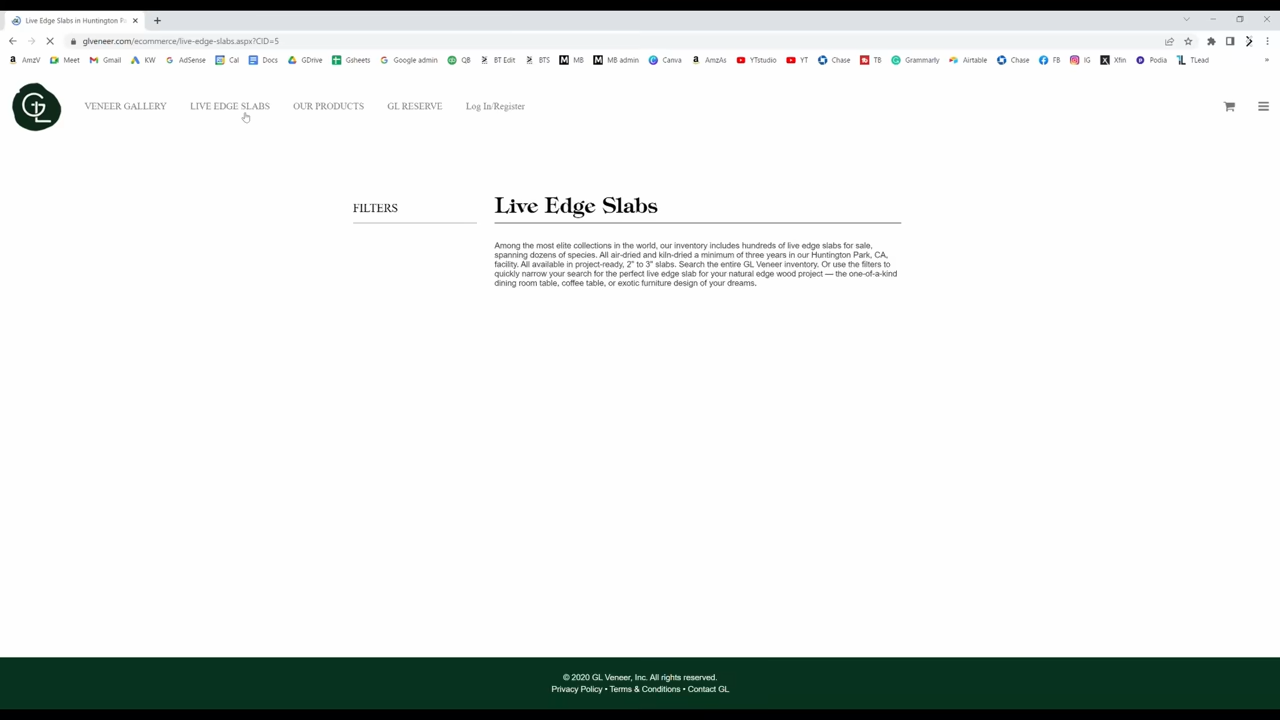 Live Edge Slabs in Huntington P
glveneer.com/ecommerce/live-edge-slabs.aspx?CID=5
AmzV Meet Gmail KW AdSense Cal Docs GDrive Gsheets Google admin QB BT Edit BTS MB MB admin Canva AmzAs YTstudio YT Chase TB Grammarly Airtable Chase FB IG Xfin Podia TLead »
GL VENEER GALLERY LIVE EDGE SLABS OUR PRODUCTS GL RESERVE Log In/Register
FILTERS
Live Edge Slabs
Among the most elite collections in the world, our inventory includes hundreds of live edge slabs for sale,
spanning dozens of species. All air-dried and kiln-dried a minimum of three years in our Huntington Park, CA,
facility. All available in project-ready, 2" to 3" slabs. Search the entire GL Veneer inventory. Or use the filters to
quickly narrow your search for the perfect live edge slab for your natural edge wood project — the one-of-a-kind
dining room table, coffee table, or exotic furniture design of your dreams.
© 2020 GL Veneer, Inc. All rights reserved.
Privacy Policy • Terms & Conditions • Contact GL